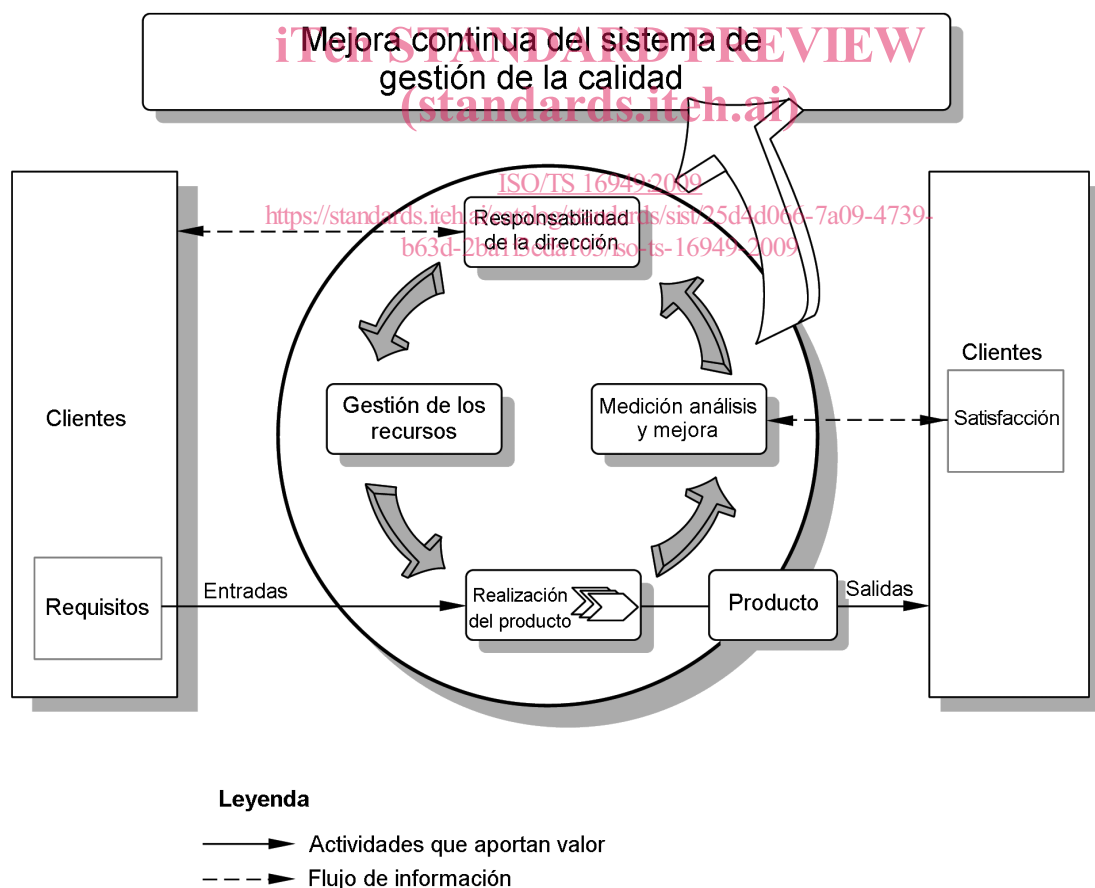 Mejora continua del sistema de
gestión de la calidad
iTeh STANDARD PREVIEW
(standards.iteh.ai)
ISO/TS 16949:2009
Responsabilidad
de la dirección
Clientes
Gestión de los
recursos
Medición análisis
y mejora
Clientes
Satisfacción
Requisitos
Entradas
Realización
del producto
Producto
Salidas
Leyenda
Actividades que aportan valor
Flujo de información